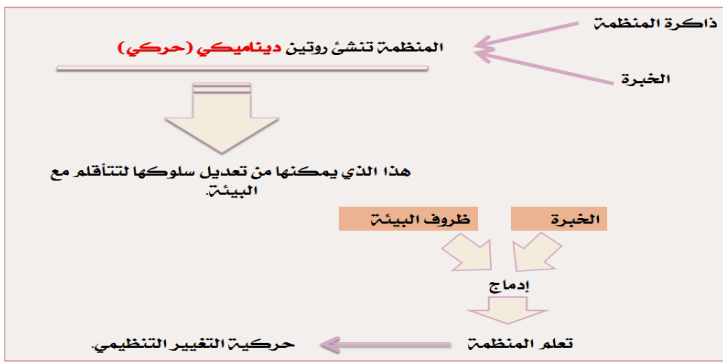 ذاكرة المنظمة
المنظمة تنشئ روتين ديناميكي (حركي)
الخبرة
هذا الذي يمكنها من تعديل سلوكها لتتأقلم مع
البيئة.
الخبرة
ظروف البيئة
إدماج
تعلم المنظمة
حركية التغيير التنظيمي.